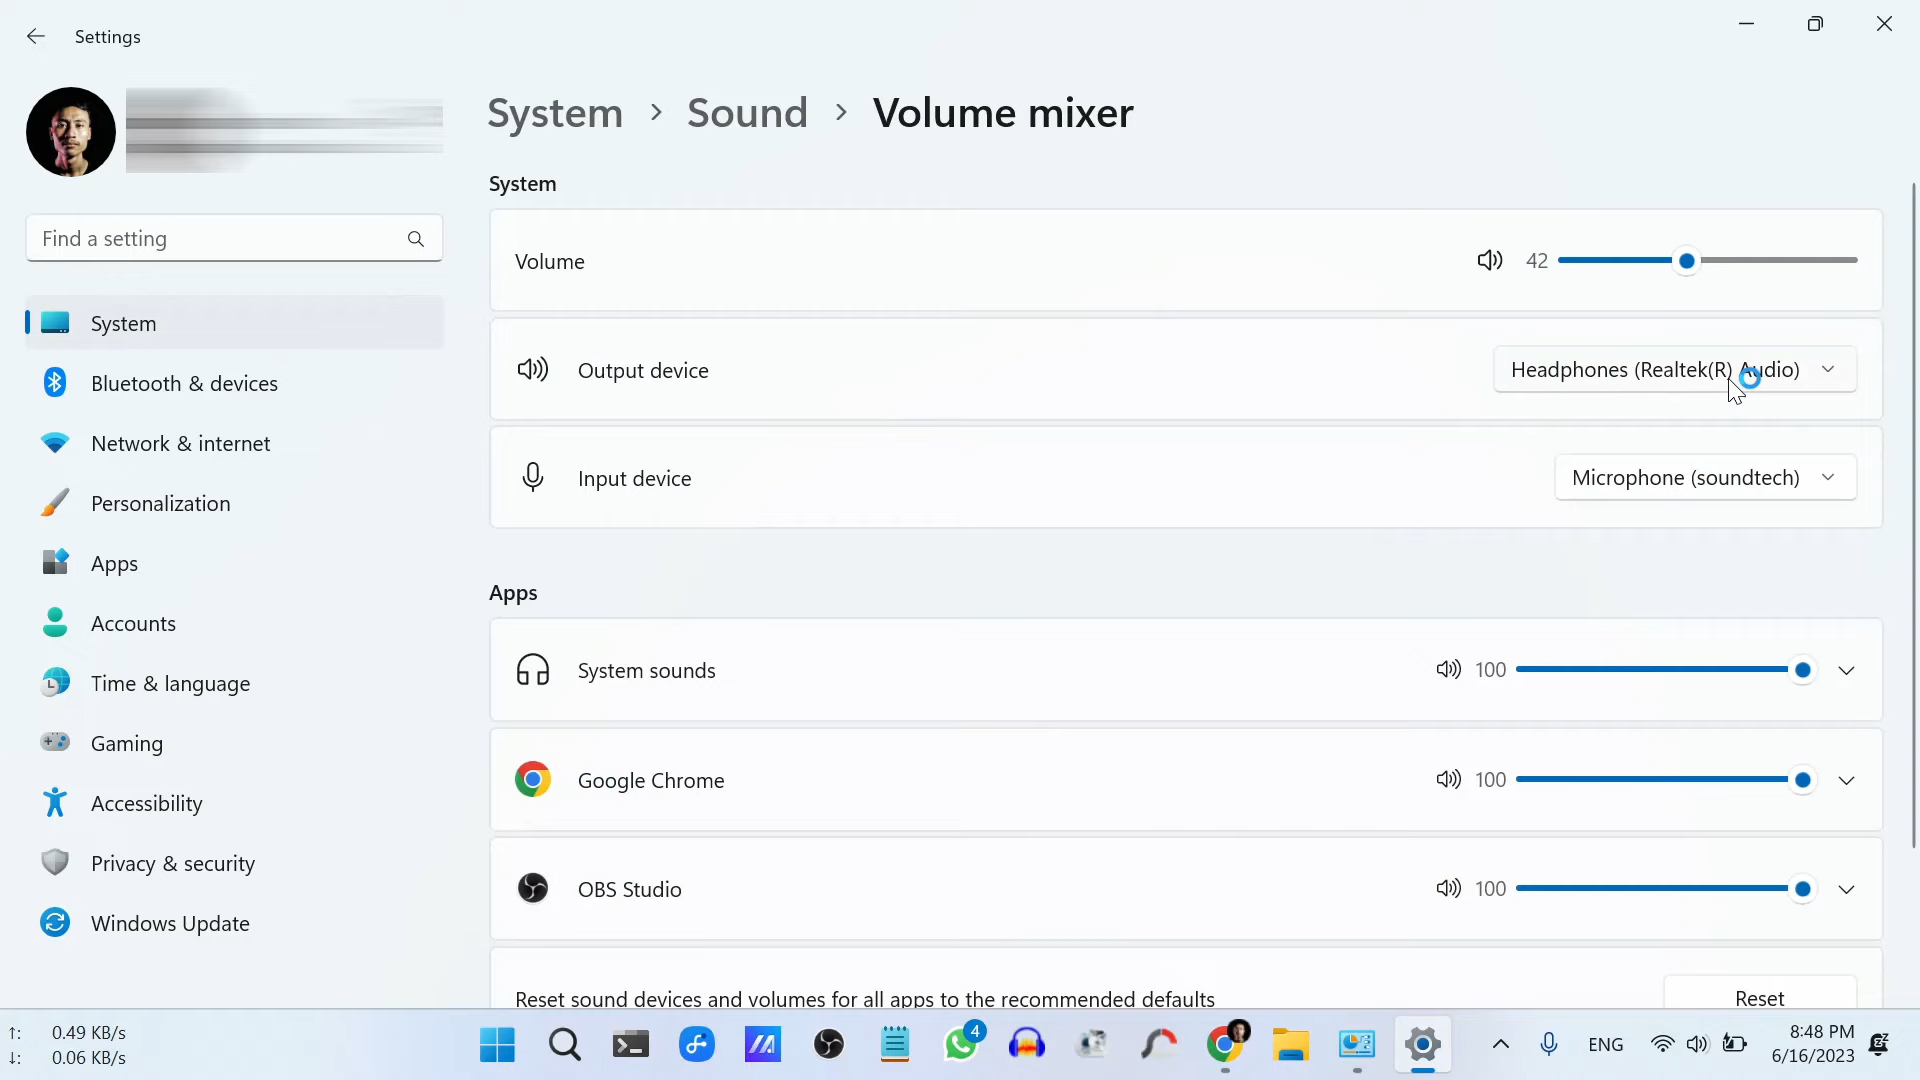 Settings
Find a setting
System
Bluetooth & devices
Network & internet
Personalization
Apps
Accounts
Time & language
Gaming
Accessibility
Privacy & security
Windows Update
System > Sound > Volume mixer
System
Volume 42
Output device Headphones (Realtek(R) Audio)
Input device Microphone (soundtech)
Apps
System sounds 100
Google Chrome 100
OBS Studio 100
Reset sound devices and volumes for all apps to the recommended defaults Reset
↑: 0.49 KB/s
↓: 0.06 KB/s
4
ENG
8:48 PM
6/16/2023